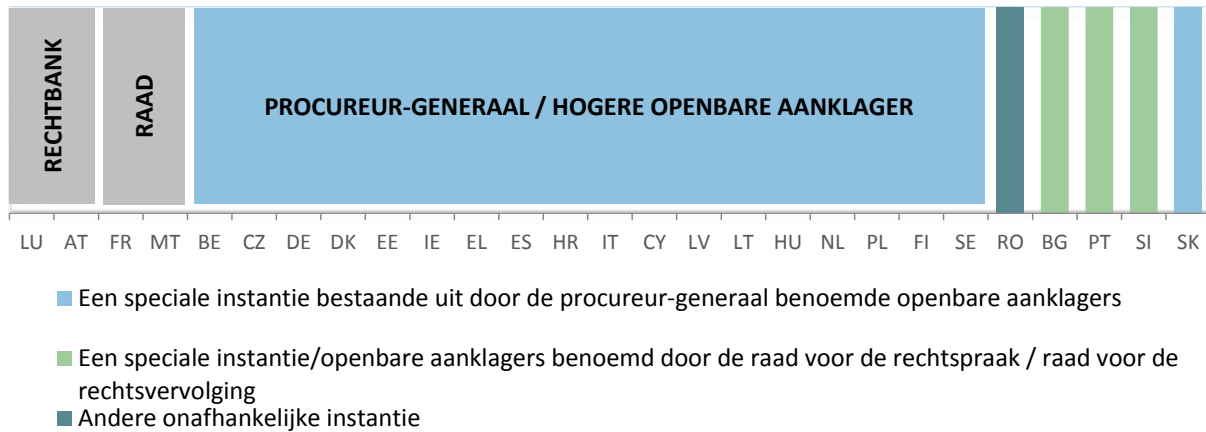 RECHTBANK
RAAD
PROCUREUR-GENERAAL / HOGERE OPENBARE AANKLAGER
LU AT FR MT BE CZ DE DK EE IE EL ES HR IT CY LV LT HU NL PL FI SE RO BG PT SI SK
Een speciale instantie bestaande uit door de procureur-generaal benoemde openbare aanklagers
Een speciale instantie/openbare aanklagers benoemd door de raad voor de rechtspraak / raad voor de
rechtsvervolging
Andere onafhankelijke instantie